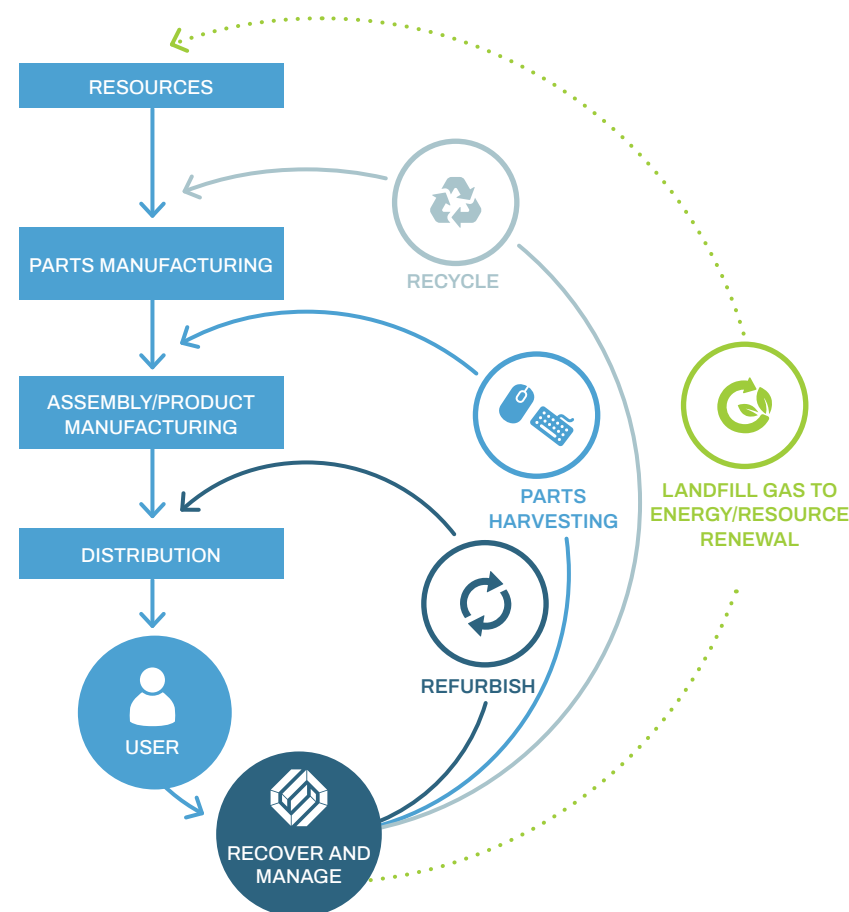 RESOURCES
PARTS MANUFACTURING
ASSEMBLY/PRODUCT
MANUFACTURING
DISTRIBUTION
USER
RECOVER AND
MANAGE
RECYCLE
PARTS
HARVESTING
REFURBISH
LANDFILL GAS TO
ENERGY/RESOURCE
RENEWAL